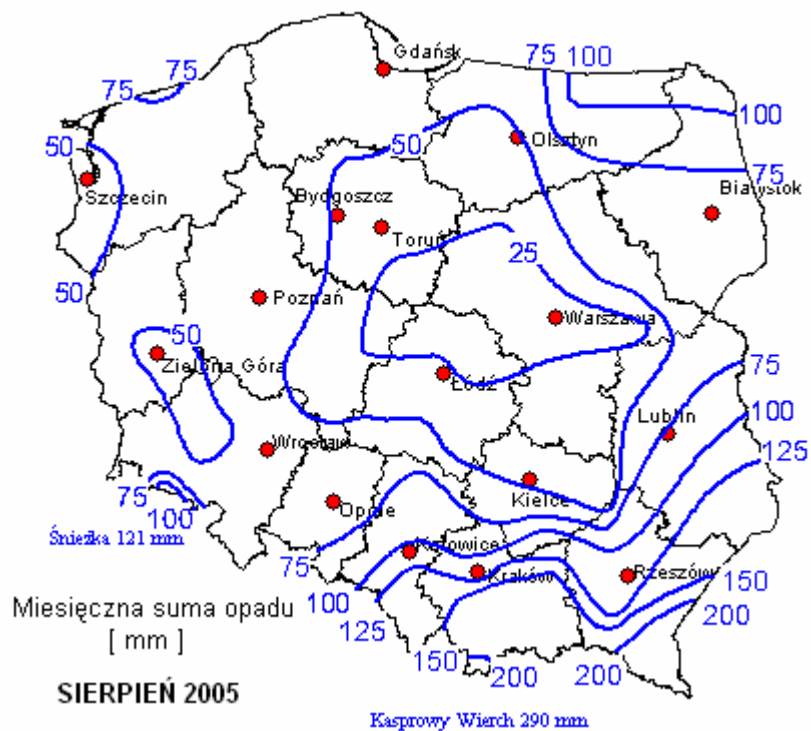 Gdańsk
75
75
75
100
100
50
50
Olsztyn
75
Szczecin
Bydgoszcz
Białystok
Toruń
25
50
Poznań
Warszawa
50
Zielona Góra
Łódź
75
Lublin
100
Wrocław
125
75
100
Kielce
Opole
Śnieżka 121 mm
75
Katowice
Kraków
Rzeszów
100
150
Miesięczna suma opadu
125
200
[ mm ]
150
200
200
SIERPIEŃ 2005
Kasprowy Wierch 290 mm